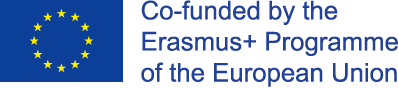 Co-funded by the
Erasmus+ Programme
of the European Union